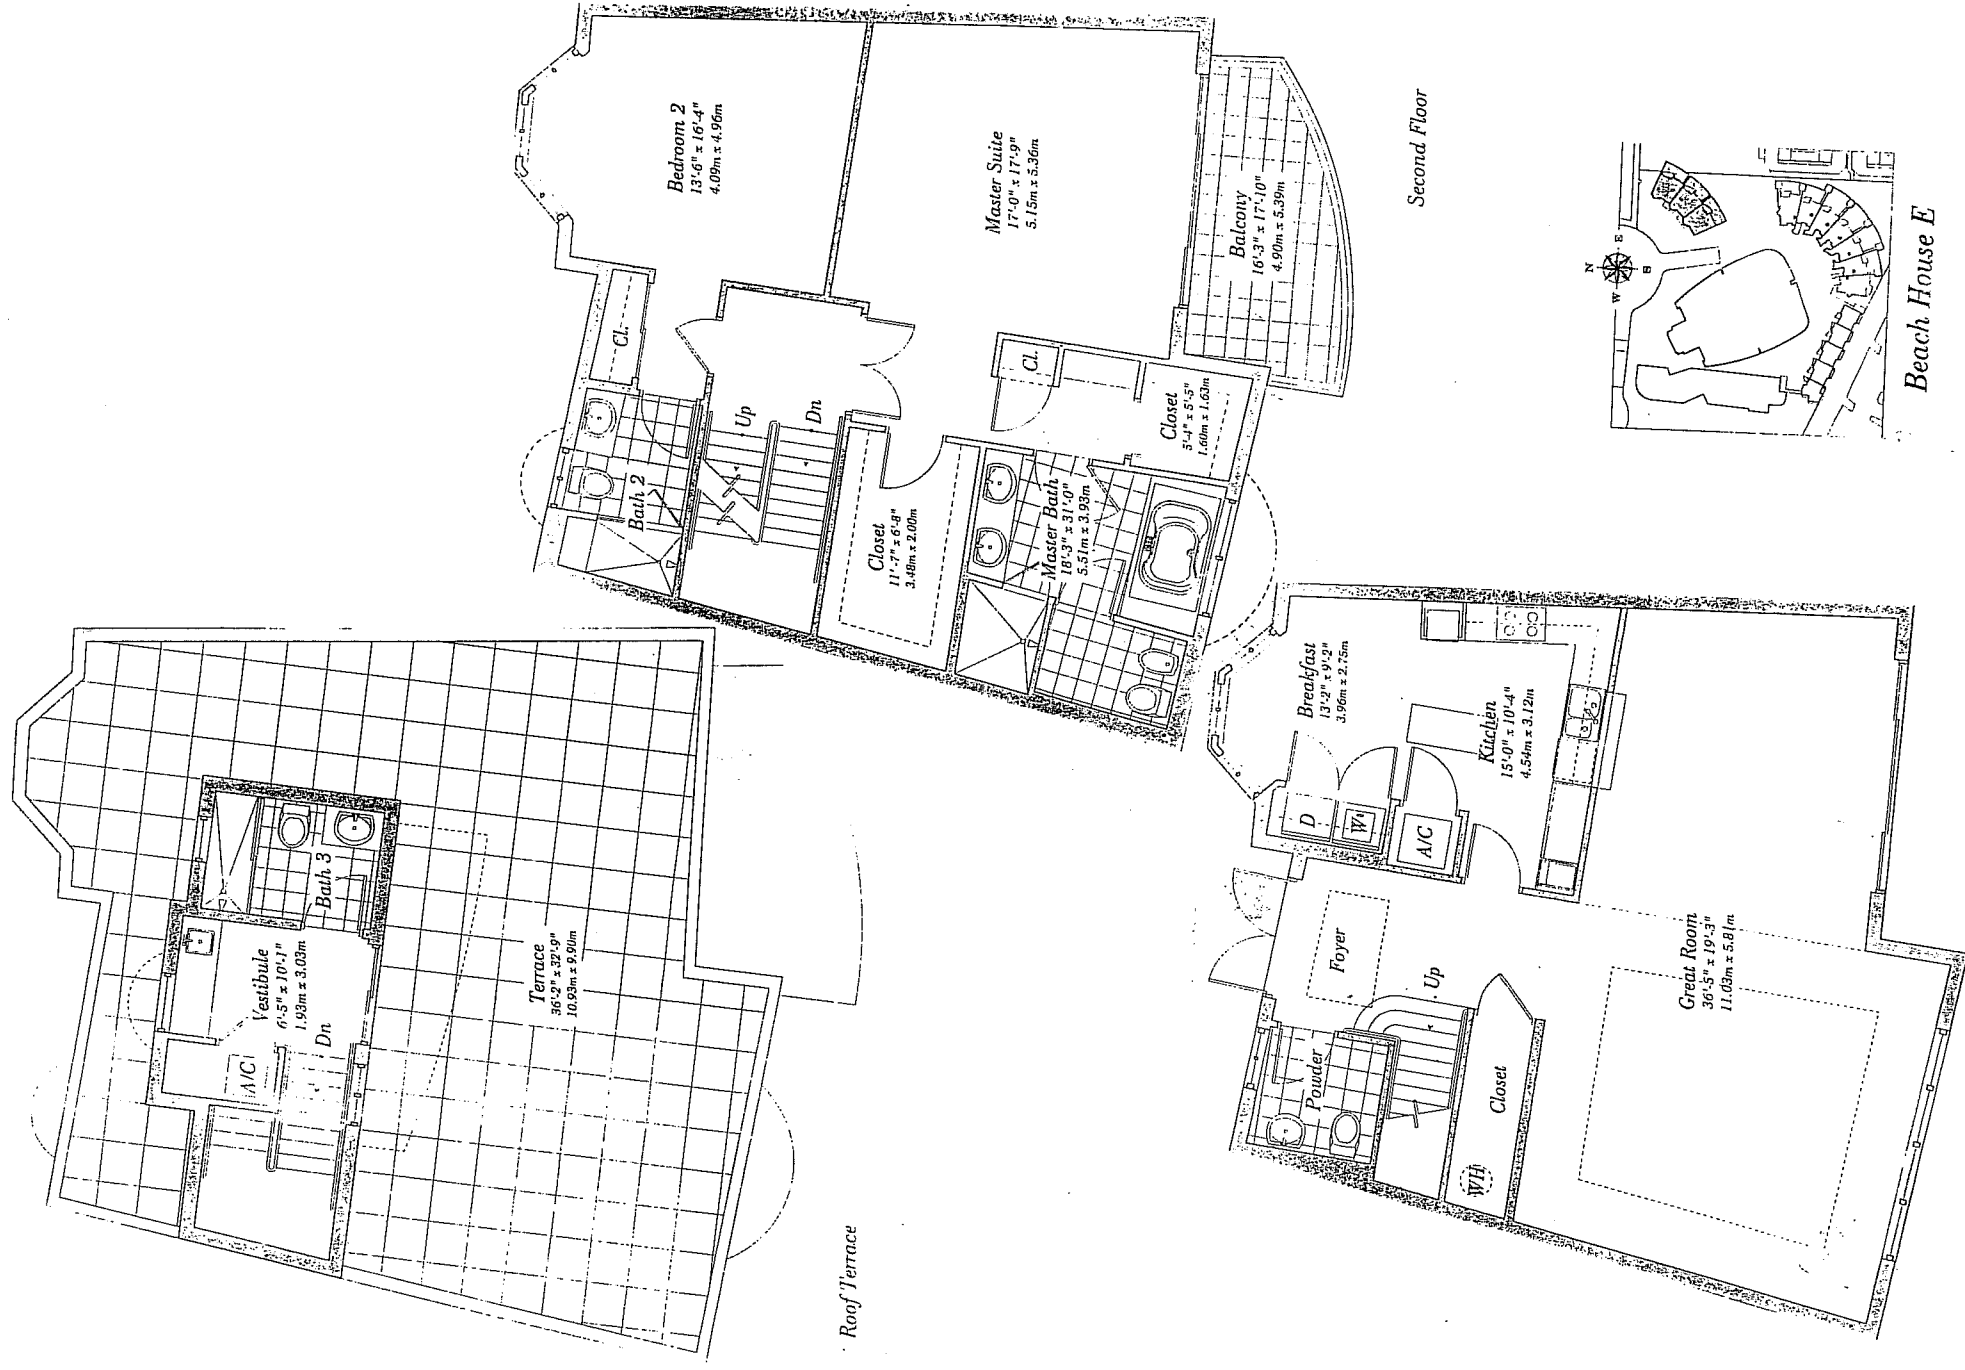 Bedroom 2
13'-6" x 16'-4"
4.09m x 4.96m
Master Suite
17'-0" x 17'-9"
5.15m x 5.36m
Balcony
16'-3" x 17'-10"
4.90m x 5.39m
Cl.
Cl.
Up
Dn
Bath 2
Closet
11'-7" x 6'-8"
3.48m x 2.00m
Master Bath
18'-3" x 31'-0"
5.51m x 3.93m
Closet
5'-4" x 5'-5"
1.60m x 1.63m
Second Floor
Bath 3
Vestibule
6'-5" x 10'-1"
1.93m x 3.03m
A/C
Dn
Terrace
36'-2" x 32'-9"
10.93m x 9.90m
Roof Terrace
Breakfast
13'-2" x 9'-2"
3.96m x 2.75m
Kitchen
15'-0" x 10'-4"
4.54m x 3.12m
D
W
A/C
Foyer
Up
Powder
Closet
WH
Great Room
36'-5" x 19'-3"
11.03m x 5.81m
N
E
S
W
Beach House E